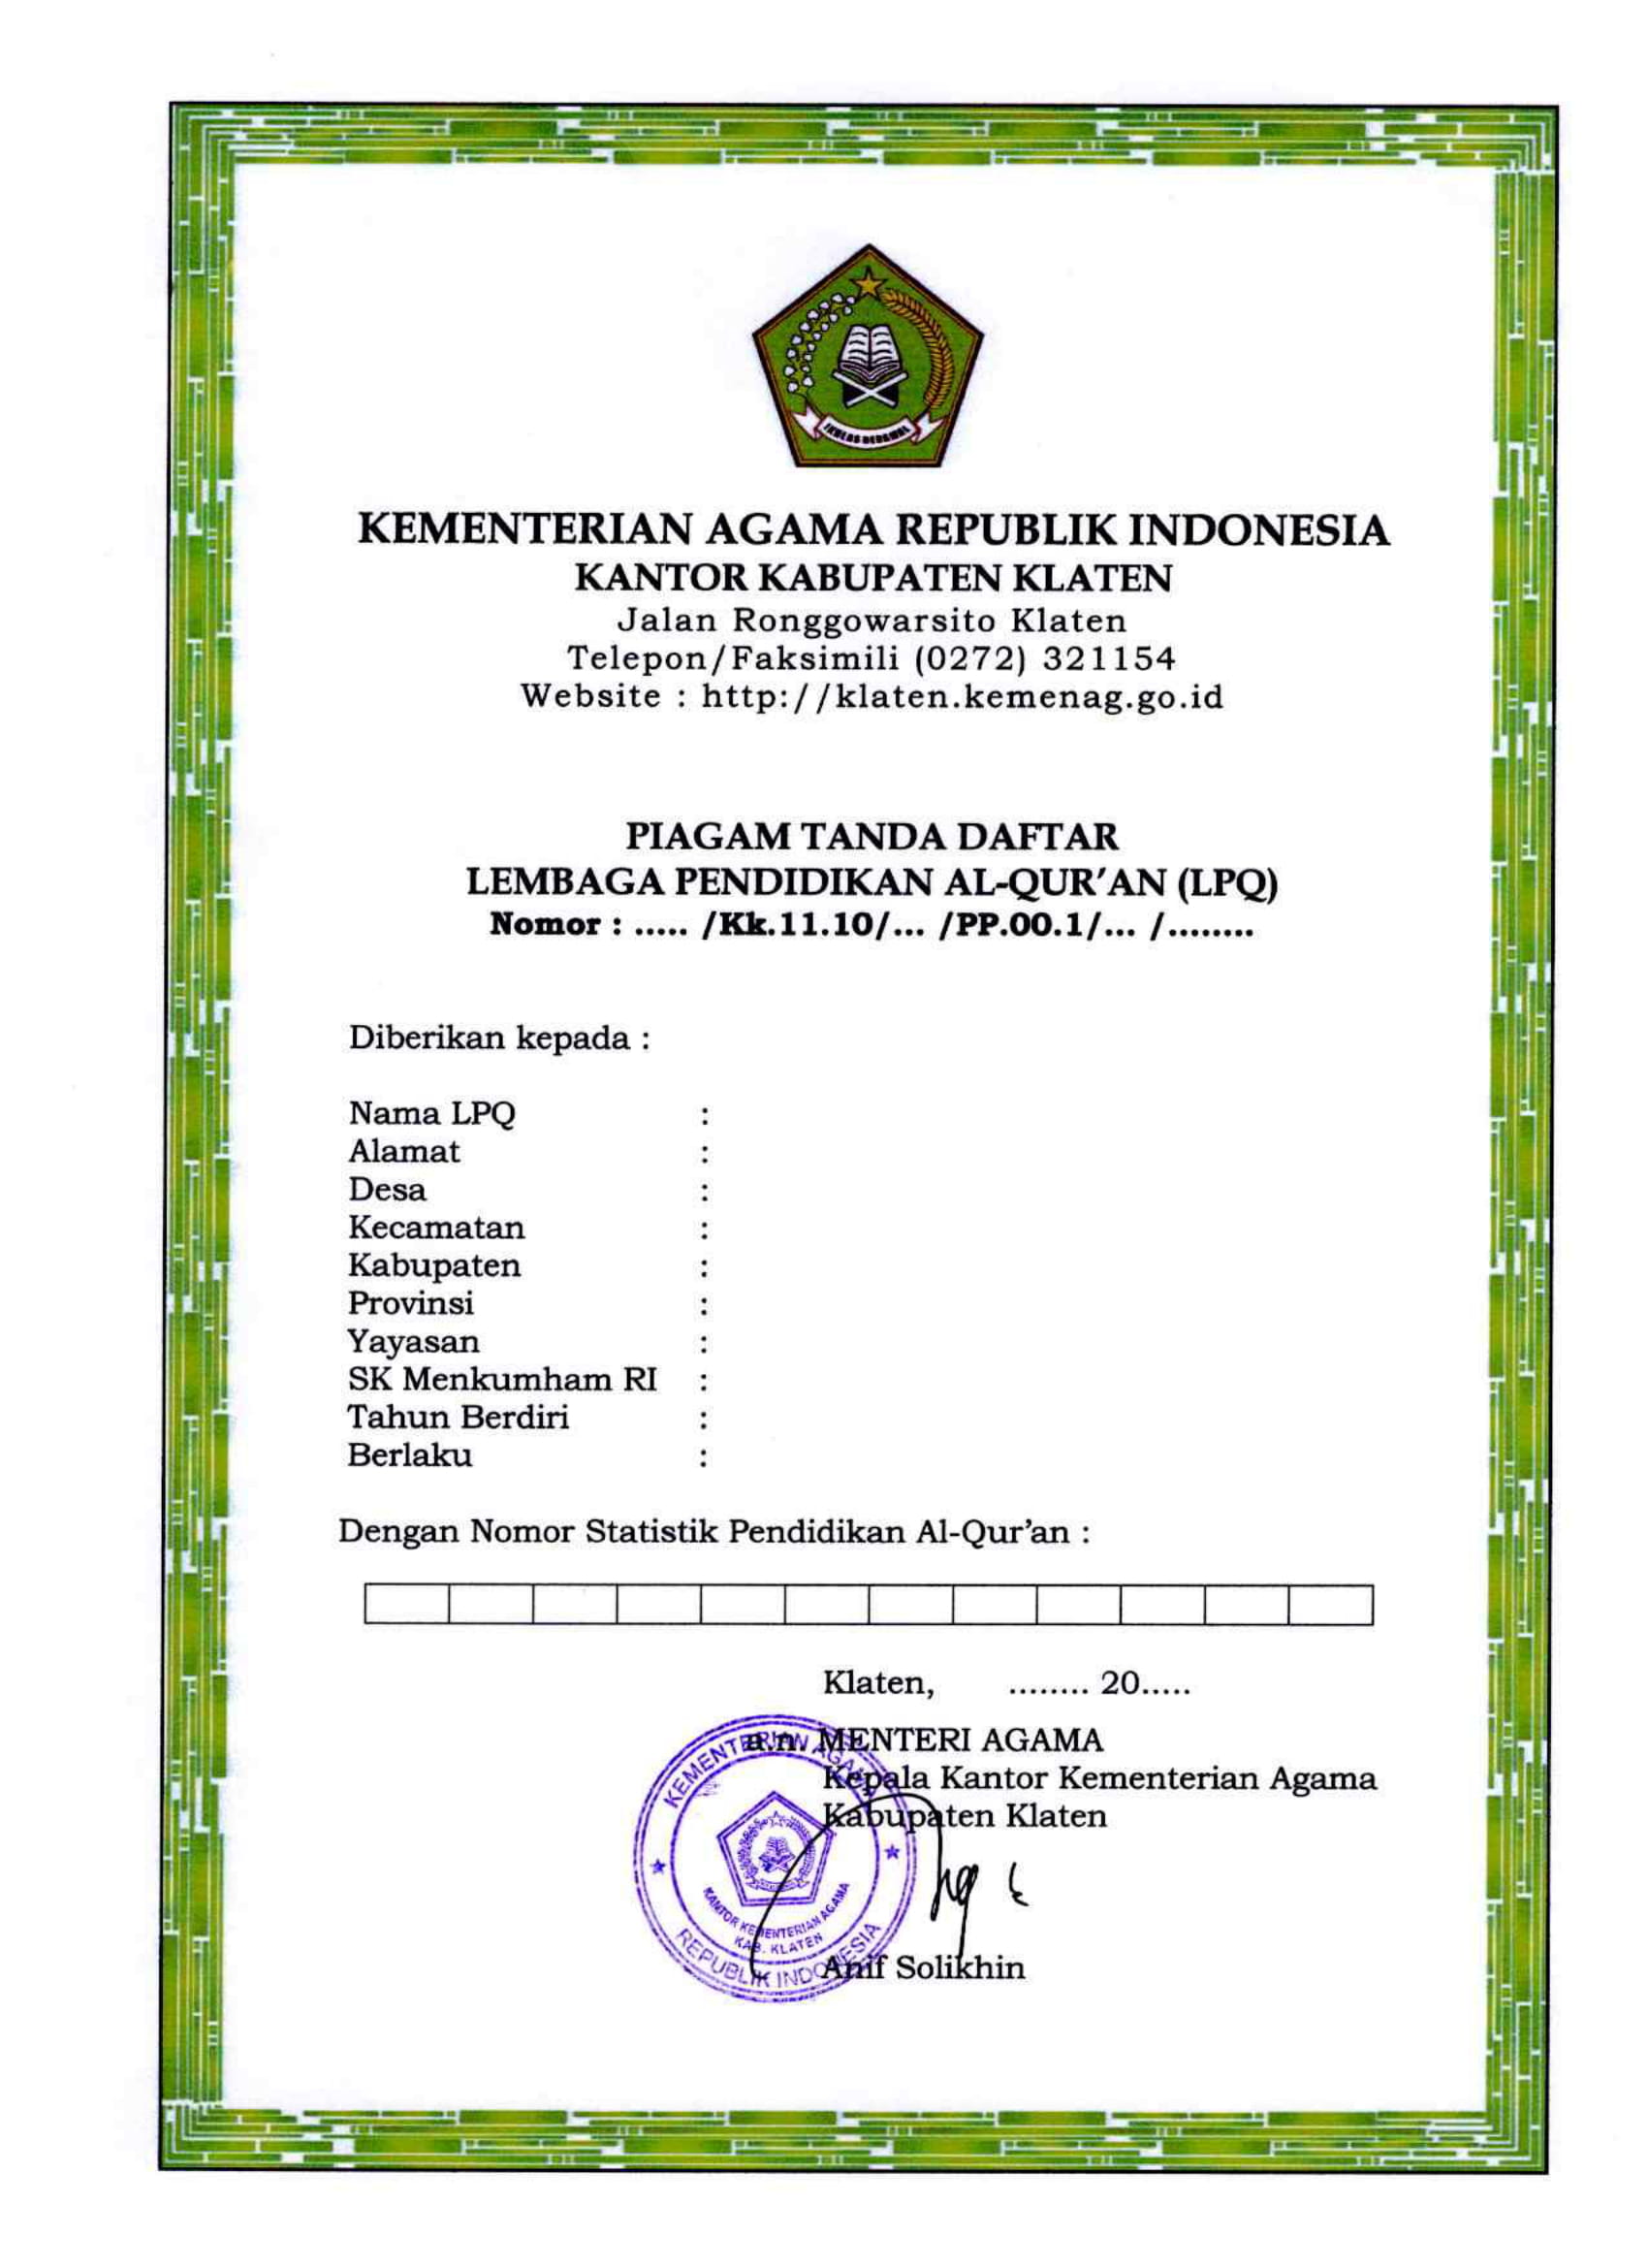 IKHLAS BERAMAL
KEMENTERIAN AGAMA REPUBLIK INDONESIA
KANTOR KABUPATEN KLATEN
Jalan Ronggowarsito Klaten
Telepon/Faksimili (0272) 321154
Website : http://klaten.kemenag.go.id
PIAGAM TANDA DAFTAR
LEMBAGA PENDIDIKAN AL-QUR’AN (LPQ)
Nomor : ..... /Kk.11.10/... /PP.00.1/... /........
Diberikan kepada :
Nama LPQ :
Alamat :
Desa :
Kecamatan :
Kabupaten :
Provinsi :
Yayasan :
SK Menkumham RI :
Tahun Berdiri :
Berlaku :
Dengan Nomor Statistik Pendidikan Al-Qur’an :
Klaten, ........ 20.....
a.n. MENTERI AGAMA
Kepala Kantor Kementerian Agama
Kabupaten Klaten
KEMENTERIAN AGAMA
KANTOR KEMENTERIAN AGAMA
KAB. KLATEN
REPUBLIK INDONESIA
Anif Solikhin